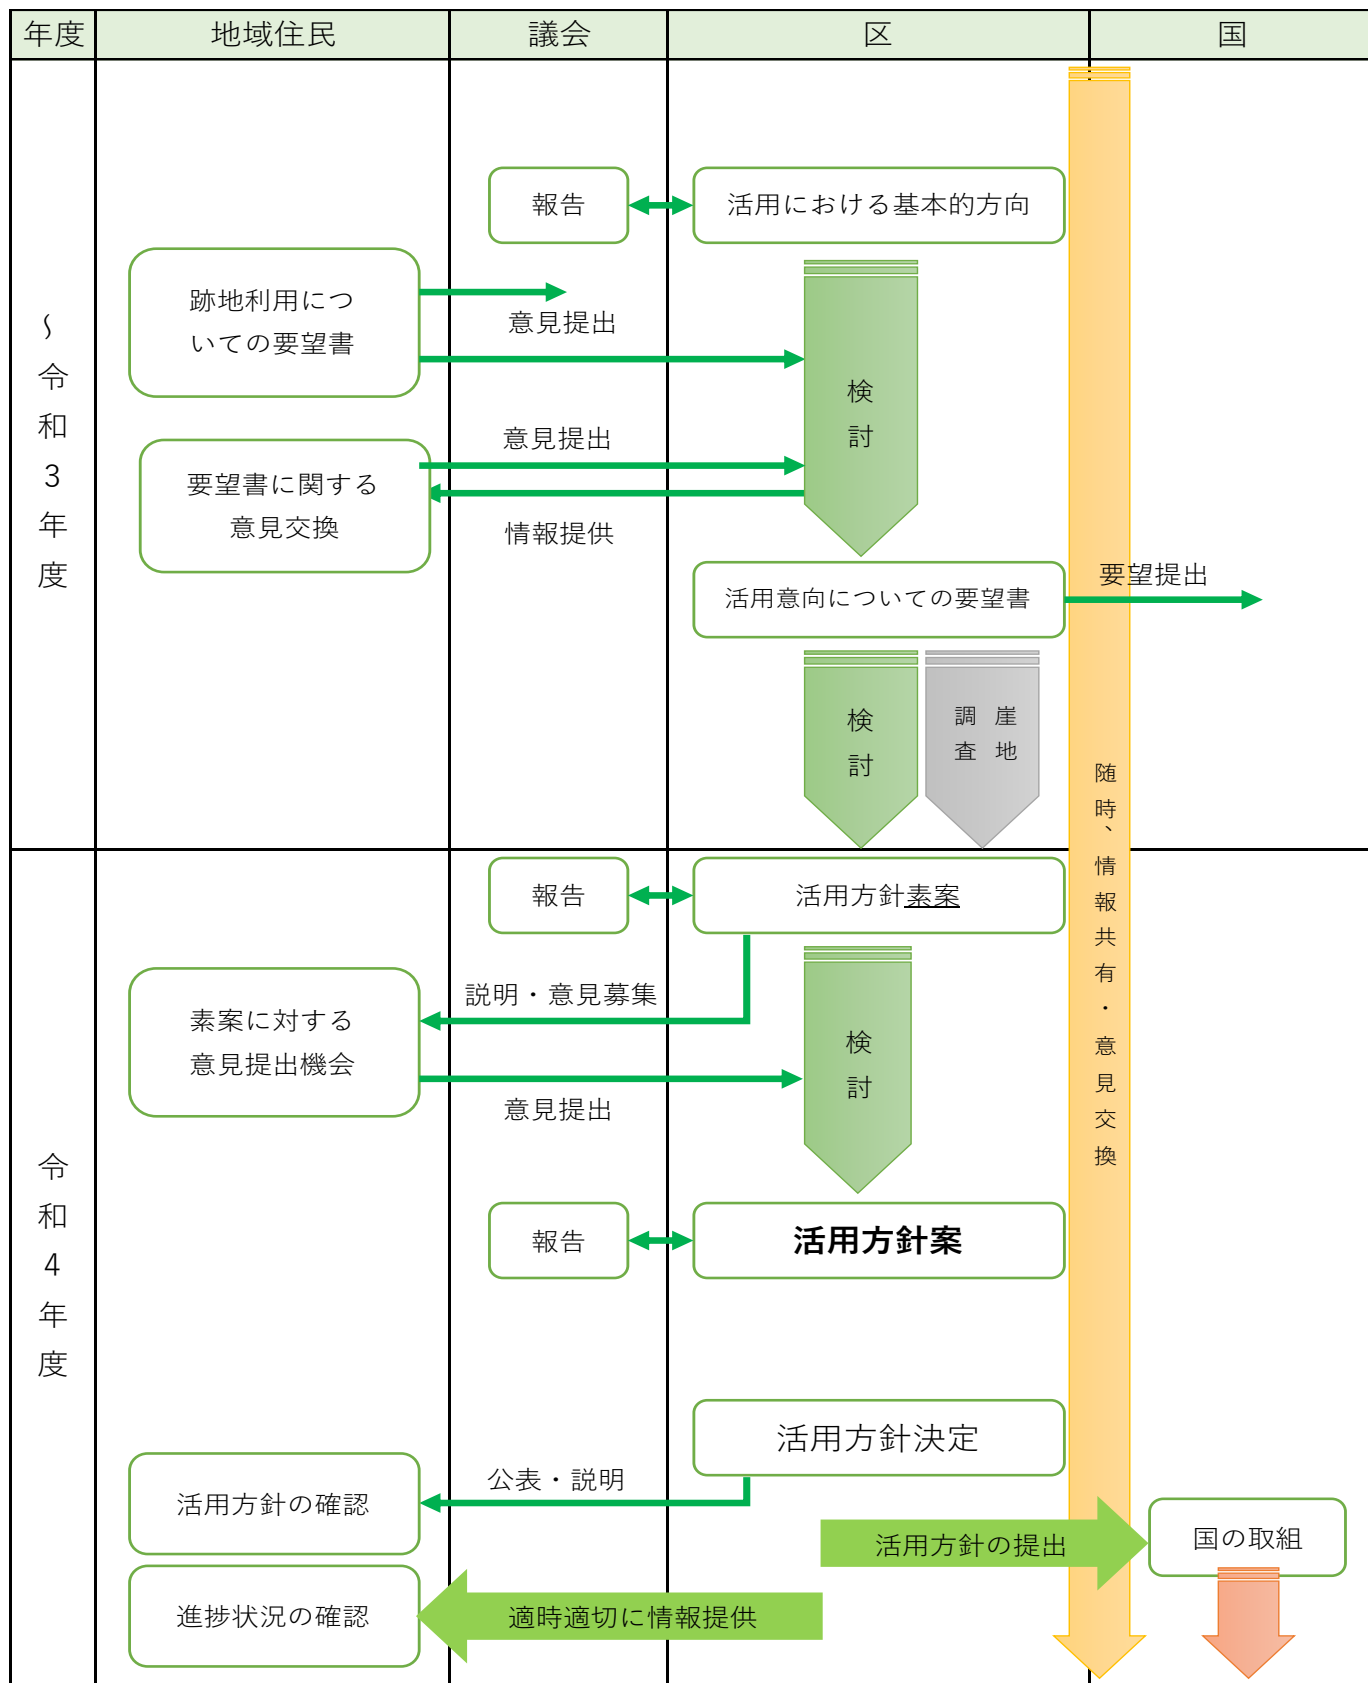 年度 地域住民 議会 区 国
～令和3年度
報告
活用における基本的方向
跡地利用につ
いての要望書
意見提出
検討
意見提出
要望書に関する
意見交換
情報提供
活用意向についての要望書
要望提出
検討
崖地
調査
随時、情報共有・意見交換
令和4年度
報告
活用方針素案
説明・意見募集
素案に対する
意見提出機会
検討
意見提出
報告
活用方針案
活用方針決定
公表・説明
活用方針の確認
活用方針の提出
国の取組
進捗状況の確認
適時適切に情報提供